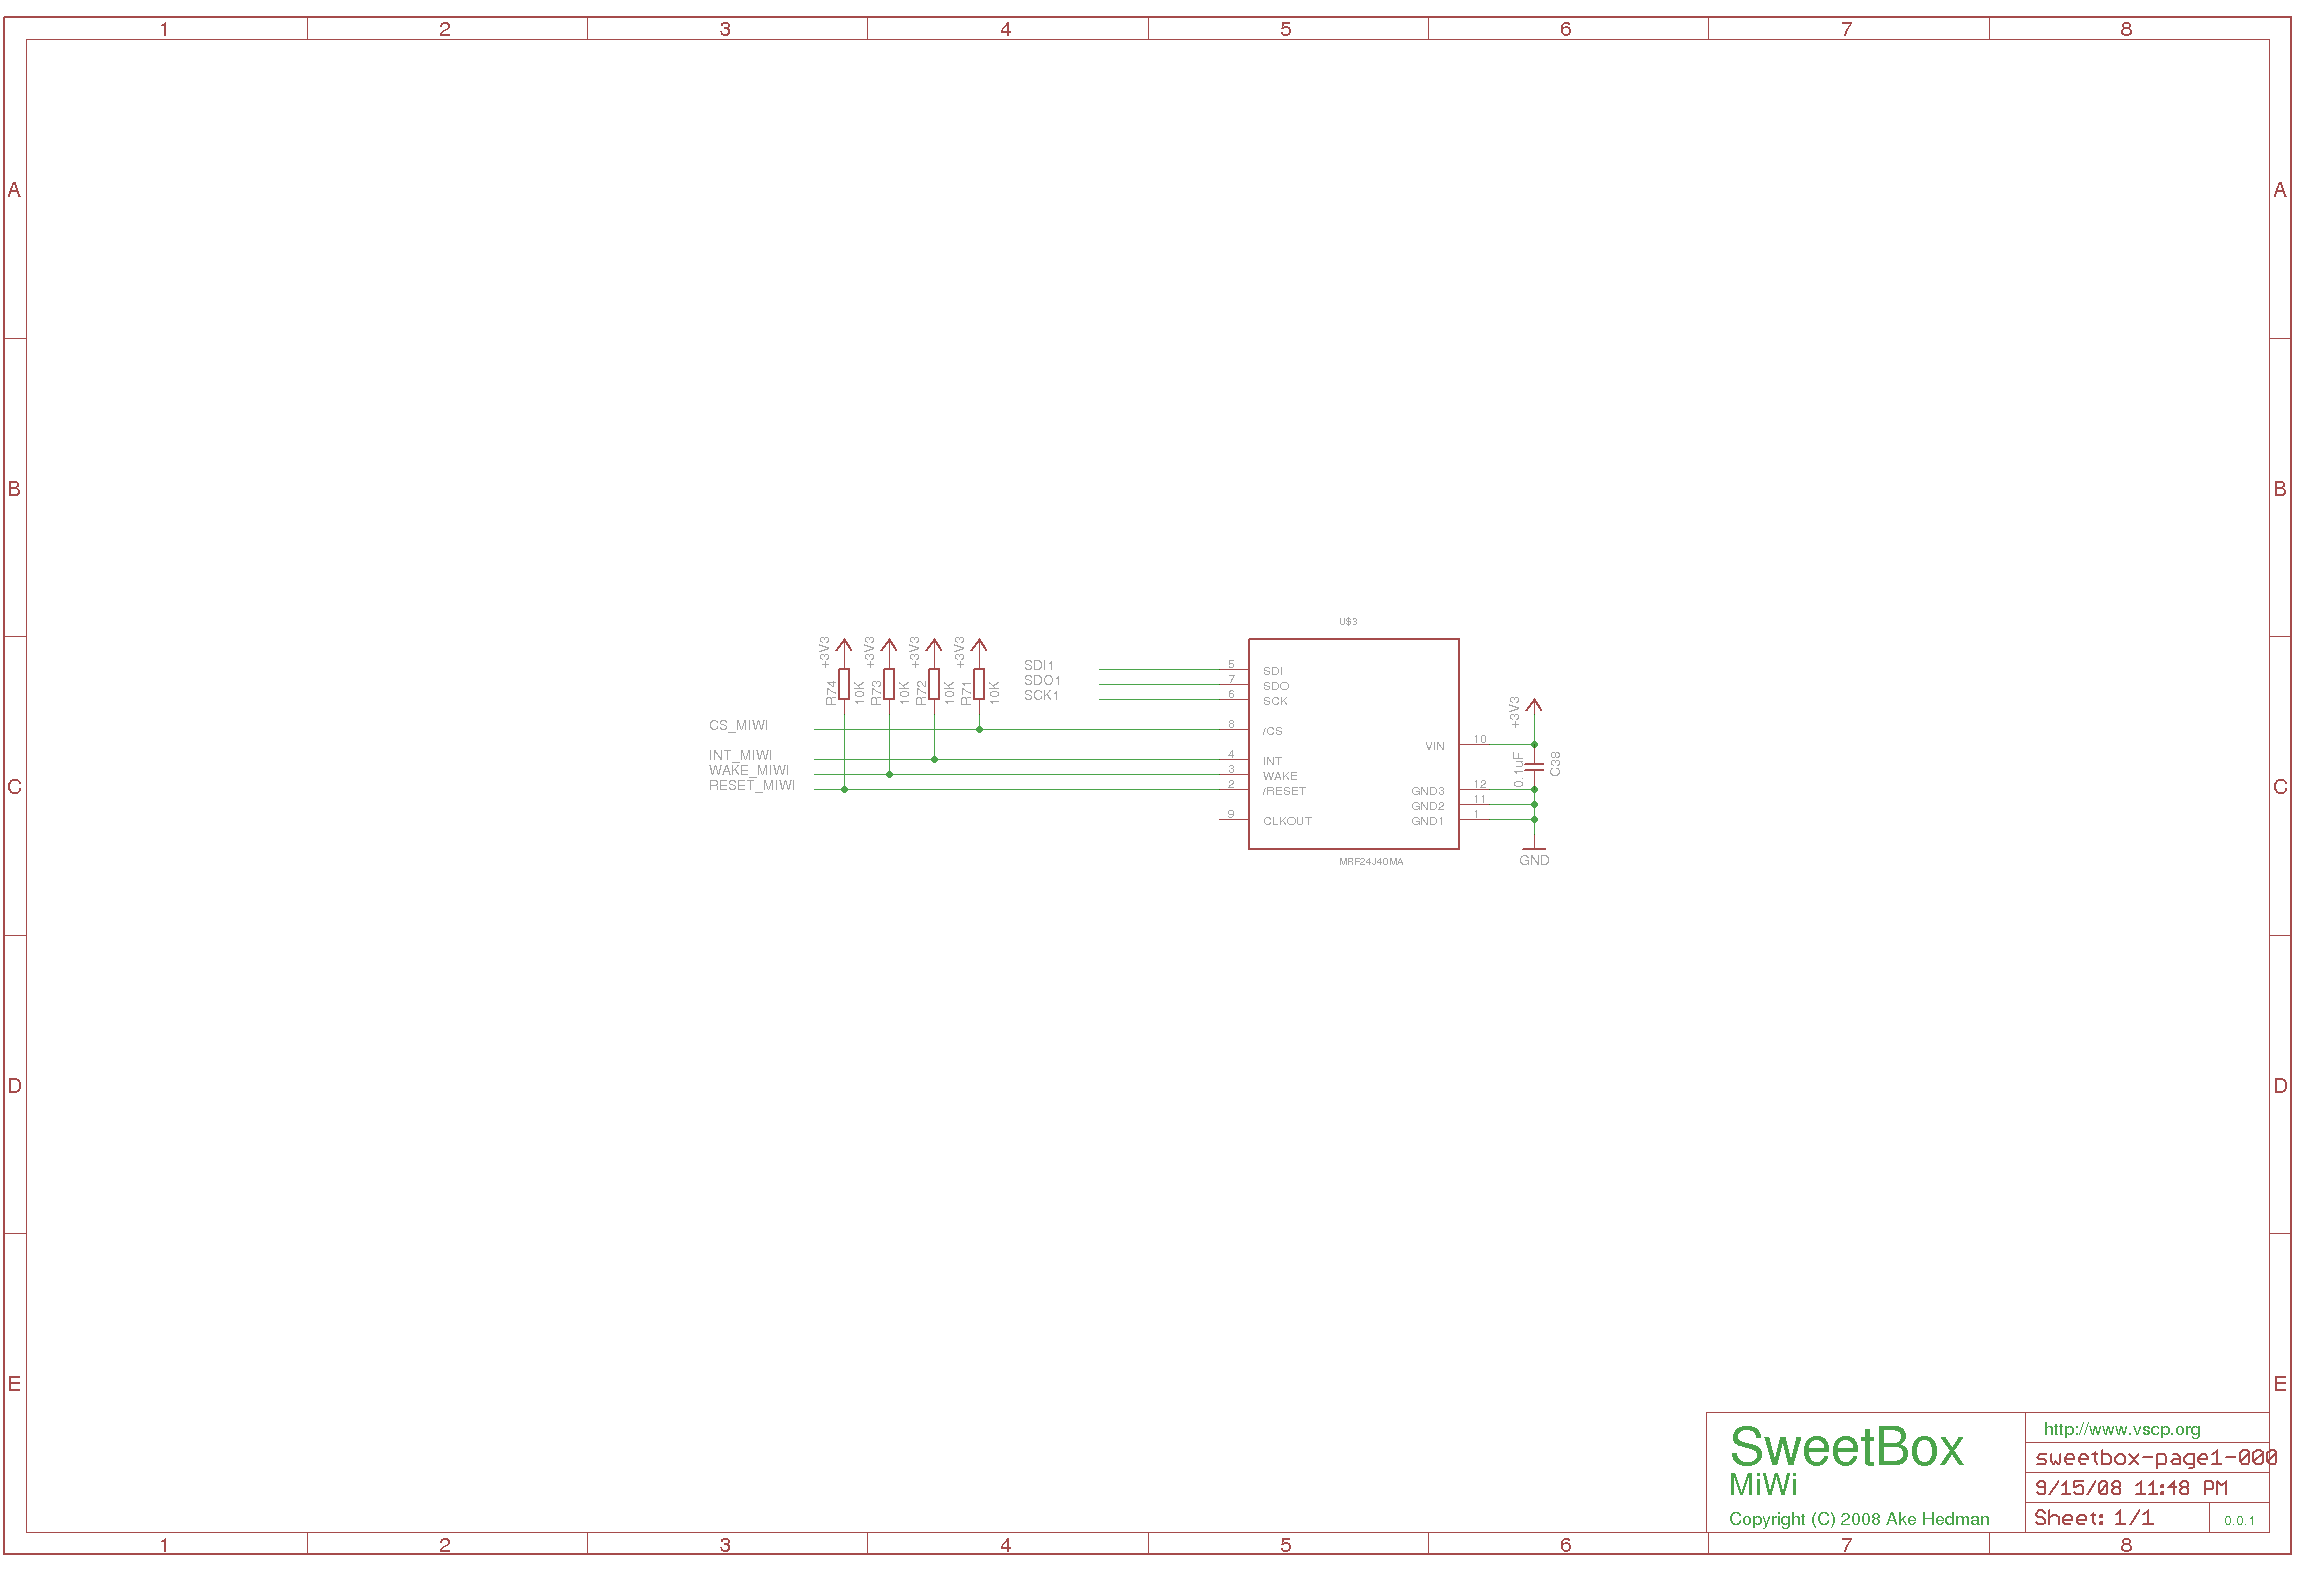 1 2 3 4 5 6 7 8
A A
B B
U$3
+3V3 +3V3 +3V3 +3V3
R74 10K R73 10K R72 10K R71 10K
SDI1 5 SDI
SDO1 7 SDO
SCK1 6 SCK
CS_MIWI 8 /CS
+3V3
VIN 10
INT_MIWI 4 INT
WAKE_MIWI 3 WAKE
0.1uF C38
RESET_MIWI 2 /RESET
GND3 12
GND2 11
9 CLKOUT GND1 1
C C
MRF24J40MA
GND
D D
E E
SweetBox
MiWi
Copyright (C) 2008 Ake Hedman
http://www.vscp.org
sweetbox-page1-000
9/15/08 11:48 PM
Sheet: 1/1 0.0.1
1 2 3 4 5 6 7 8